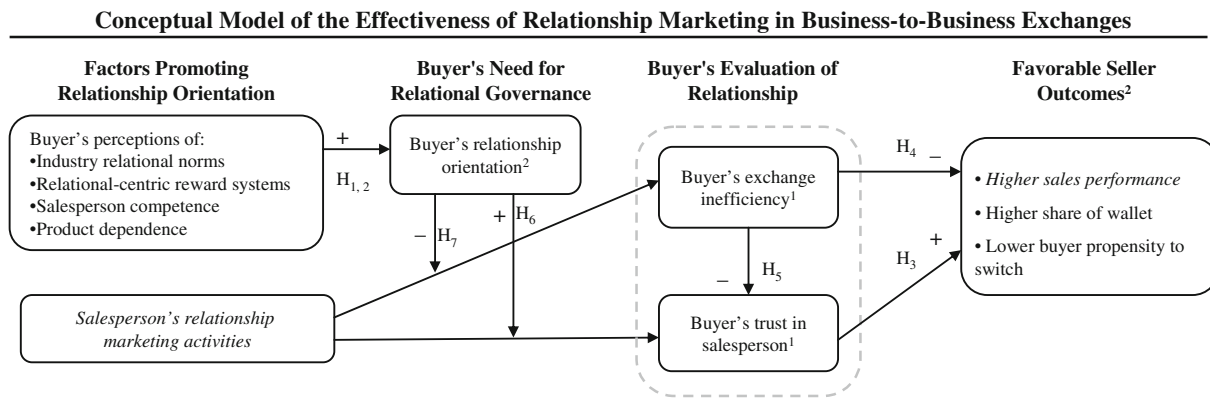 Conceptual Model of the Effectiveness of Relationship Marketing in Business-to-Business Exchanges
Factors Promoting
Relationship Orientation
Buyer's Need for
Relational Governance
Buyer's Evaluation of
Relationship
Favorable Seller
Outcomes²
Buyer's perceptions of:
•Industry relational norms
•Relational-centric reward systems
•Salesperson competence
•Product dependence
+
H₁, ₂
Buyer's relationship
orientation²
−
H₇
+
H₆
Salesperson's relationship
marketing activities
Buyer's exchange
inefficiency¹
−
H₅
Buyer's trust in
salesperson¹
H₄
−
H₃
+
• Higher sales performance
• Higher share of wallet
• Lower buyer propensity to
switch